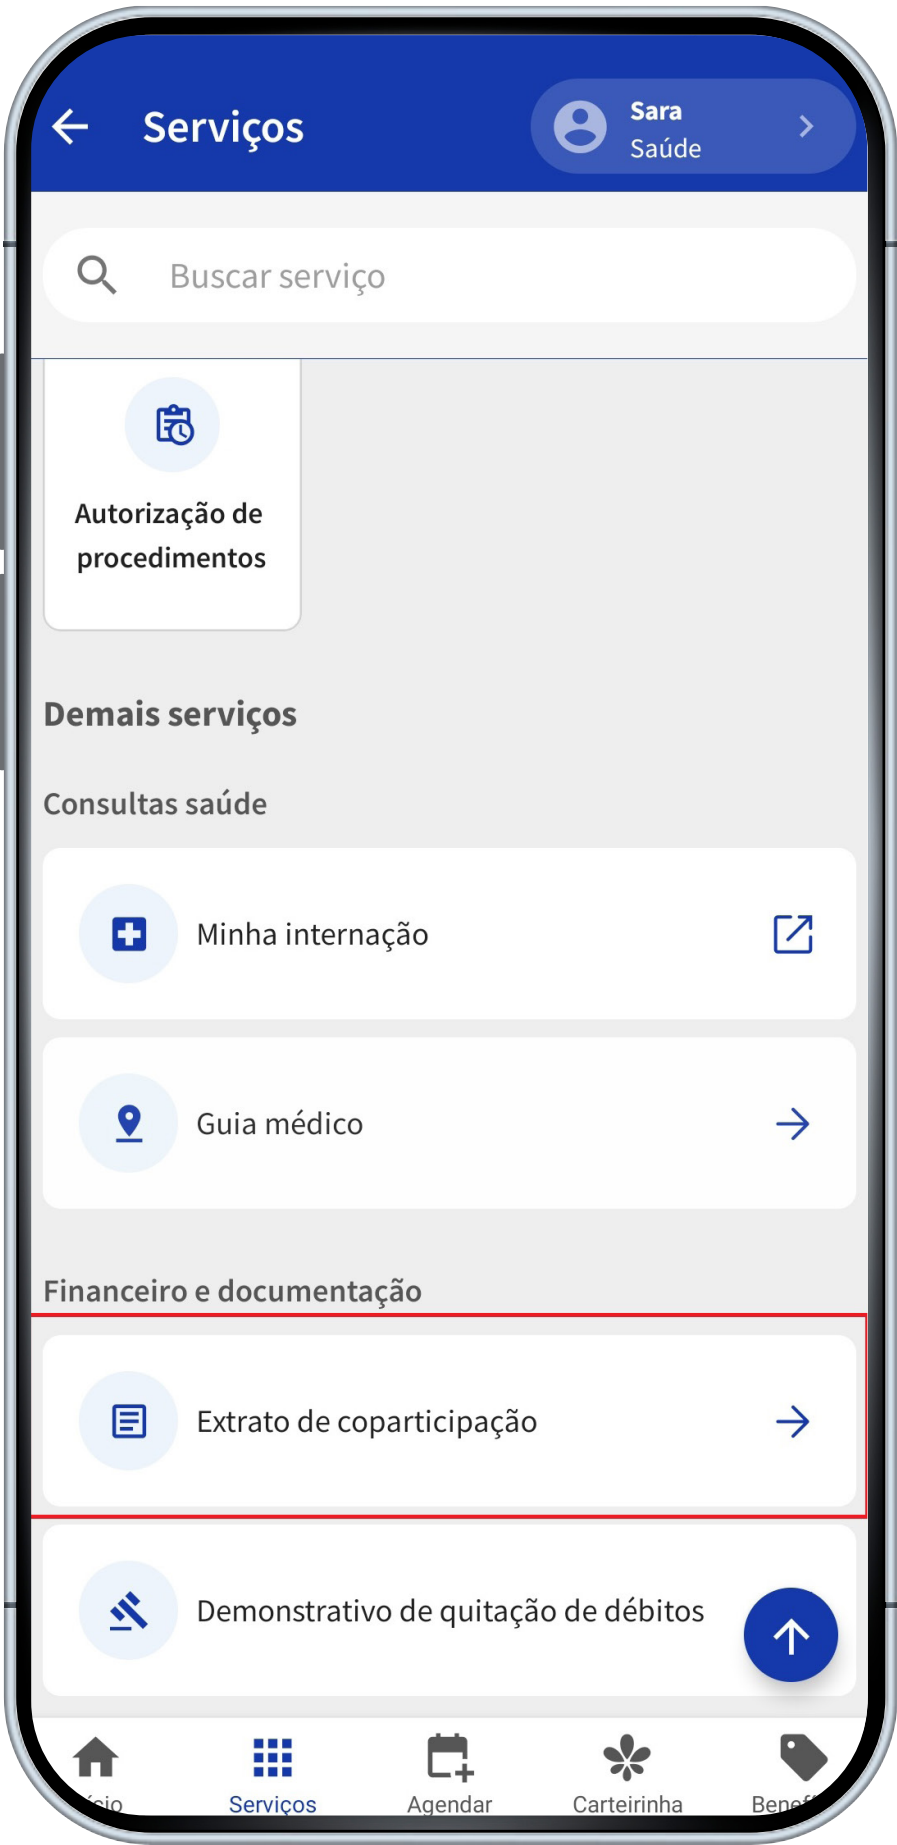 Serviços
Sara
Saúde
Buscar serviço
Autorização de
procedimentos
Demais serviços
Consultas saúde
Minha internação
Guia médico
Financeiro e documentação
Extrato de coparticipação
Demonstrativo de quitação de débitos
Serviços
Agendar
Carteirinha